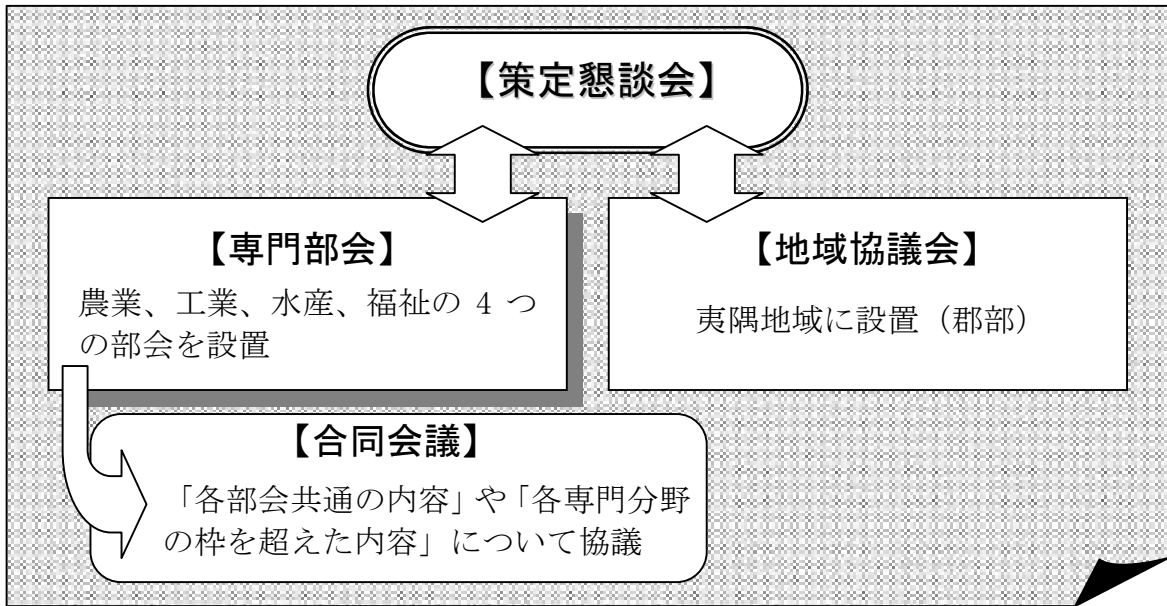 【策定懇談会】
【専門部会】
農業、工業、水産、福祉の 4 つ
の部会を設置
【地域協議会】
夷隅地域に設置（郡部）
【合同会議】
「各部会共通の内容」や「各専門分野
の枠を超えた内容」について協議